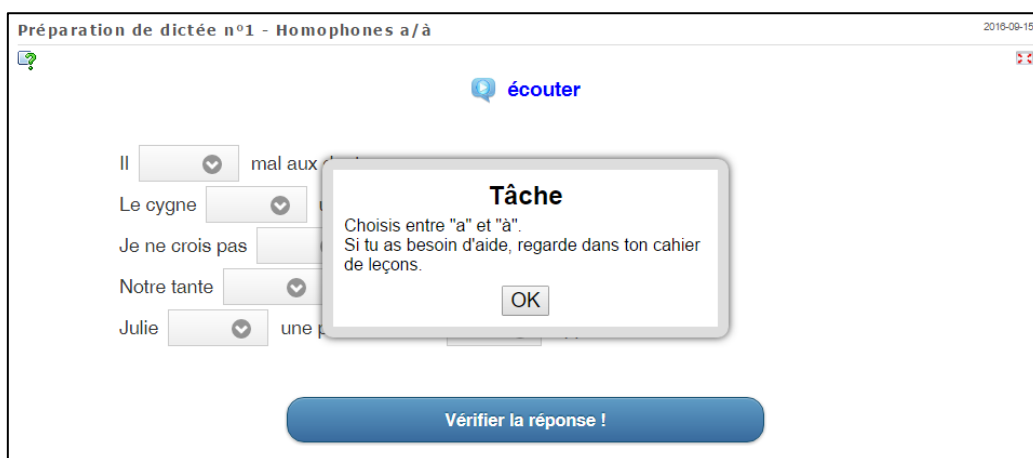 Préparation de dictée n°1 - Homophones a/à
2016-09-15
écouter
Il mal aux
Le cygne
Je ne crois pas
Notre tante
Julie une
Tâche
Choisis entre "a" et "à".
Si tu as besoin d'aide, regarde dans ton cahier
de leçons.
OK
Vérifier la réponse !